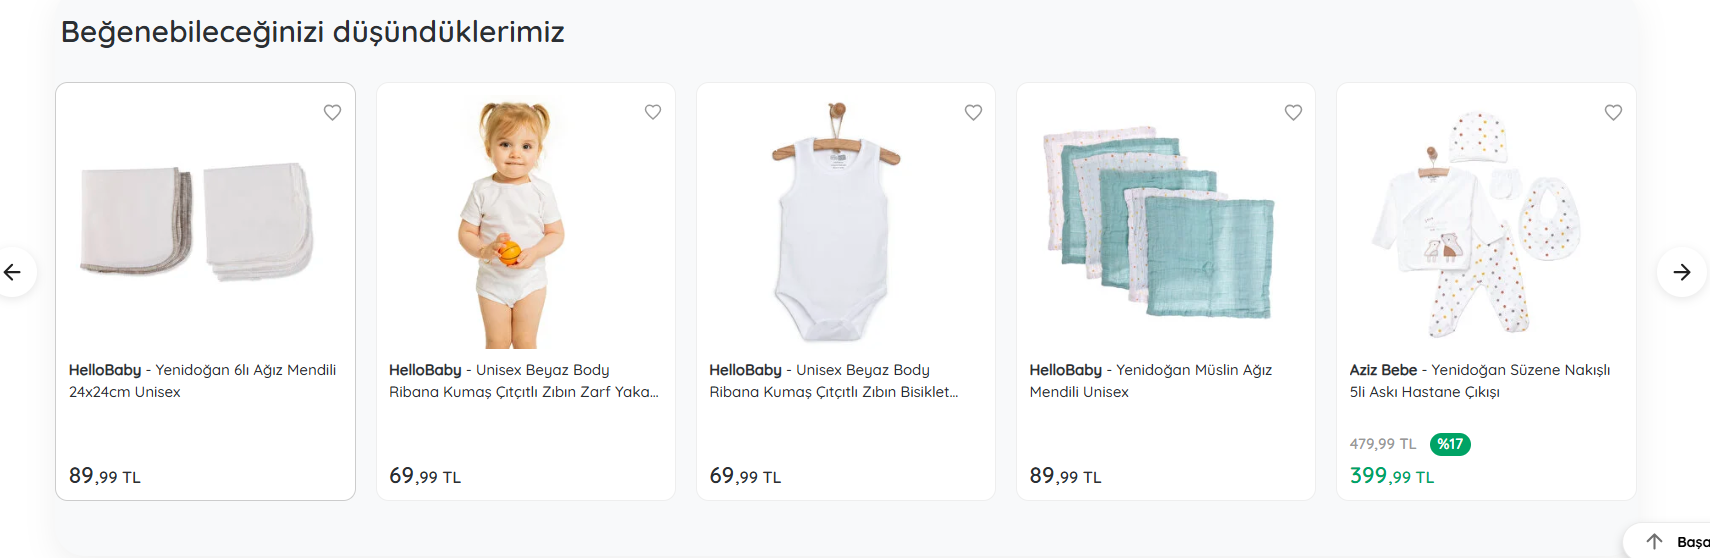 Beğenebileceğinizi düşündüklerimiz
HelloBaby - Yenidoğan 6lı Ağız Mendili
24x24cm Unisex
89,99 TL
HelloBaby - Unisex Beyaz Body
Ribana Kumaş Çıtçıtlı Zıbın Zarf Yaka...
69,99 TL
HelloBaby - Unisex Beyaz Body
Ribana Kumaş Çıtçıtlı Zıbın Bisiklet...
69,99 TL
HelloBaby - Yenidoğan Müslin Ağız
Mendili Unisex
89,99 TL
Aziz Bebe - Yenidoğan Süzene Nakışlı
5li Askı Hastane Çıkışı
479,99 TL %17
399,99 TL
Başa